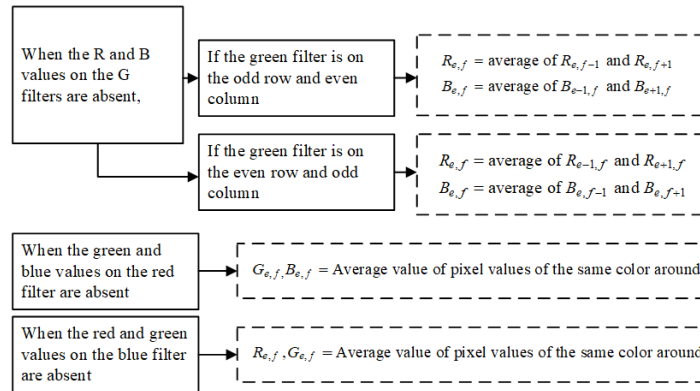 When the R and B
values on the G
filters are absent,
If the green filter is on
the odd row and even
column
R_{e,f} = average of R_{e,f-1} and R_{e,f+1}
B_{e,f} = average of B_{e-1,f} and B_{e+1,f}
If the green filter is on
the even row and odd
column
R_{e,f} = average of R_{e-1,f} and R_{e+1,f}
B_{e,f} = average of B_{e,f-1} and B_{e,f+1}
When the green and
blue values on the red
filter are absent
G_{e,f}, B_{e,f} = Average value of pixel values of the same color around
When the red and green
values on the blue filter
are absent
R_{e,f}, G_{e,f} = Average value of pixel values of the same color around